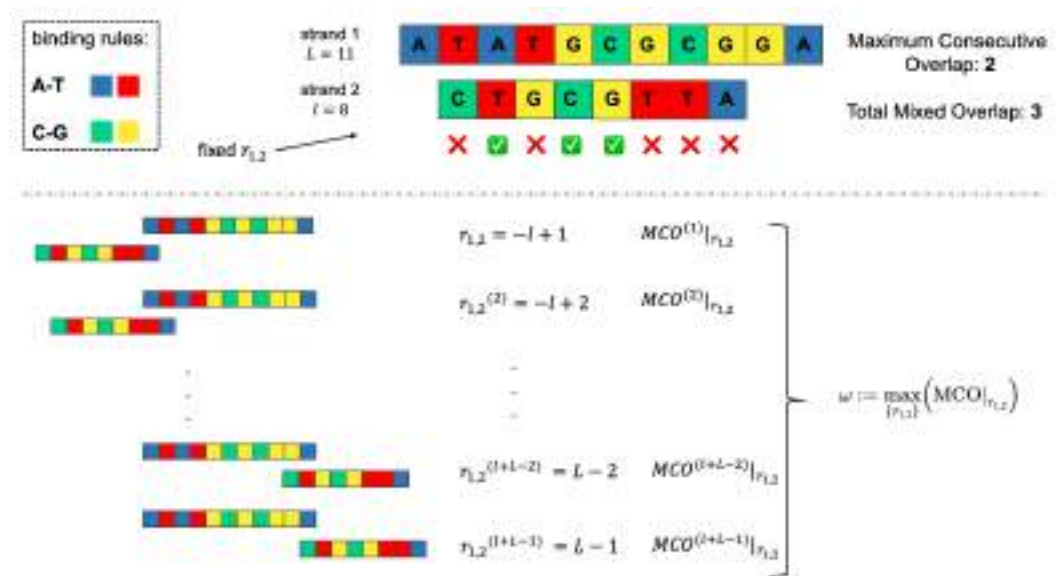 binding rules:
A-T
C-G
strand 1
L = 11
A T A T G C G C G G A
Maximum Consecutive
Overlap: 2
strand 2
l = 8
C T G C G T T A
Total Mixed Overlap: 3
fixed r₁,₂
r₁,₂ = −l + 1 MCO⁽¹⁾|r₁,₂
r₁,₂⁽²⁾ = −l + 2 MCO⁽²⁾|r₁,₂
ω := max{r₁,₂}(MCO|r₁,₂)
r₁,₂⁽ˡ⁺ᴸ⁻²⁾ = L − 2 MCO⁽ˡ⁺ᴸ⁻²⁾|r₁,₂
r₁,₂⁽ˡ⁺ᴸ⁻¹⁾ = L − 1 MCO⁽ˡ⁺ᴸ⁻¹⁾|r₁,₂